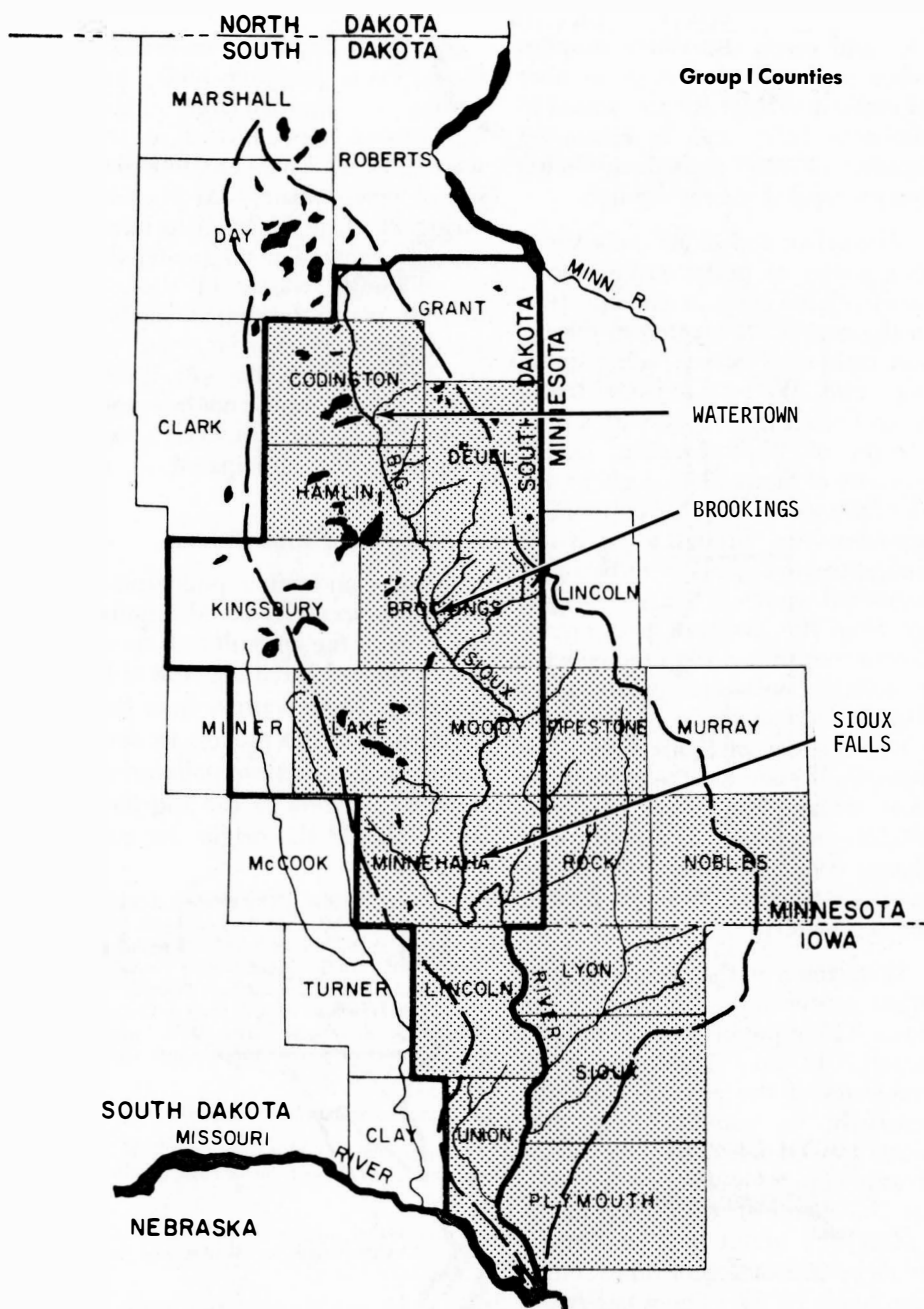 NORTH DAKOTA
SOUTH DAKOTA
Group I Counties
MARSHALL
ROBERTS
DAY
MINN. R.
GRANT
SOUTH DAKOTA
MINNESOTA
CODINGTON
CLARK
WATERTOWN
BIG
DEUEL
HAMLIN
BROOKINGS
LINCOLN
KINGSBURY
BROOKINGS
SIOUX
MINER
LAKE
MOODY
PIPESTONE
MURRAY
SIOUX
FALLS
McCOOK
MINNEHAHA
ROCK
NOBLES
MINNESOTA
IOWA
TURNER
LINCOLN
RIVER
LYON
SIOUX
SOUTH DAKOTA
MISSOURI
RIVER
CLAY
UNION
PLYMOUTH
NEBRASKA